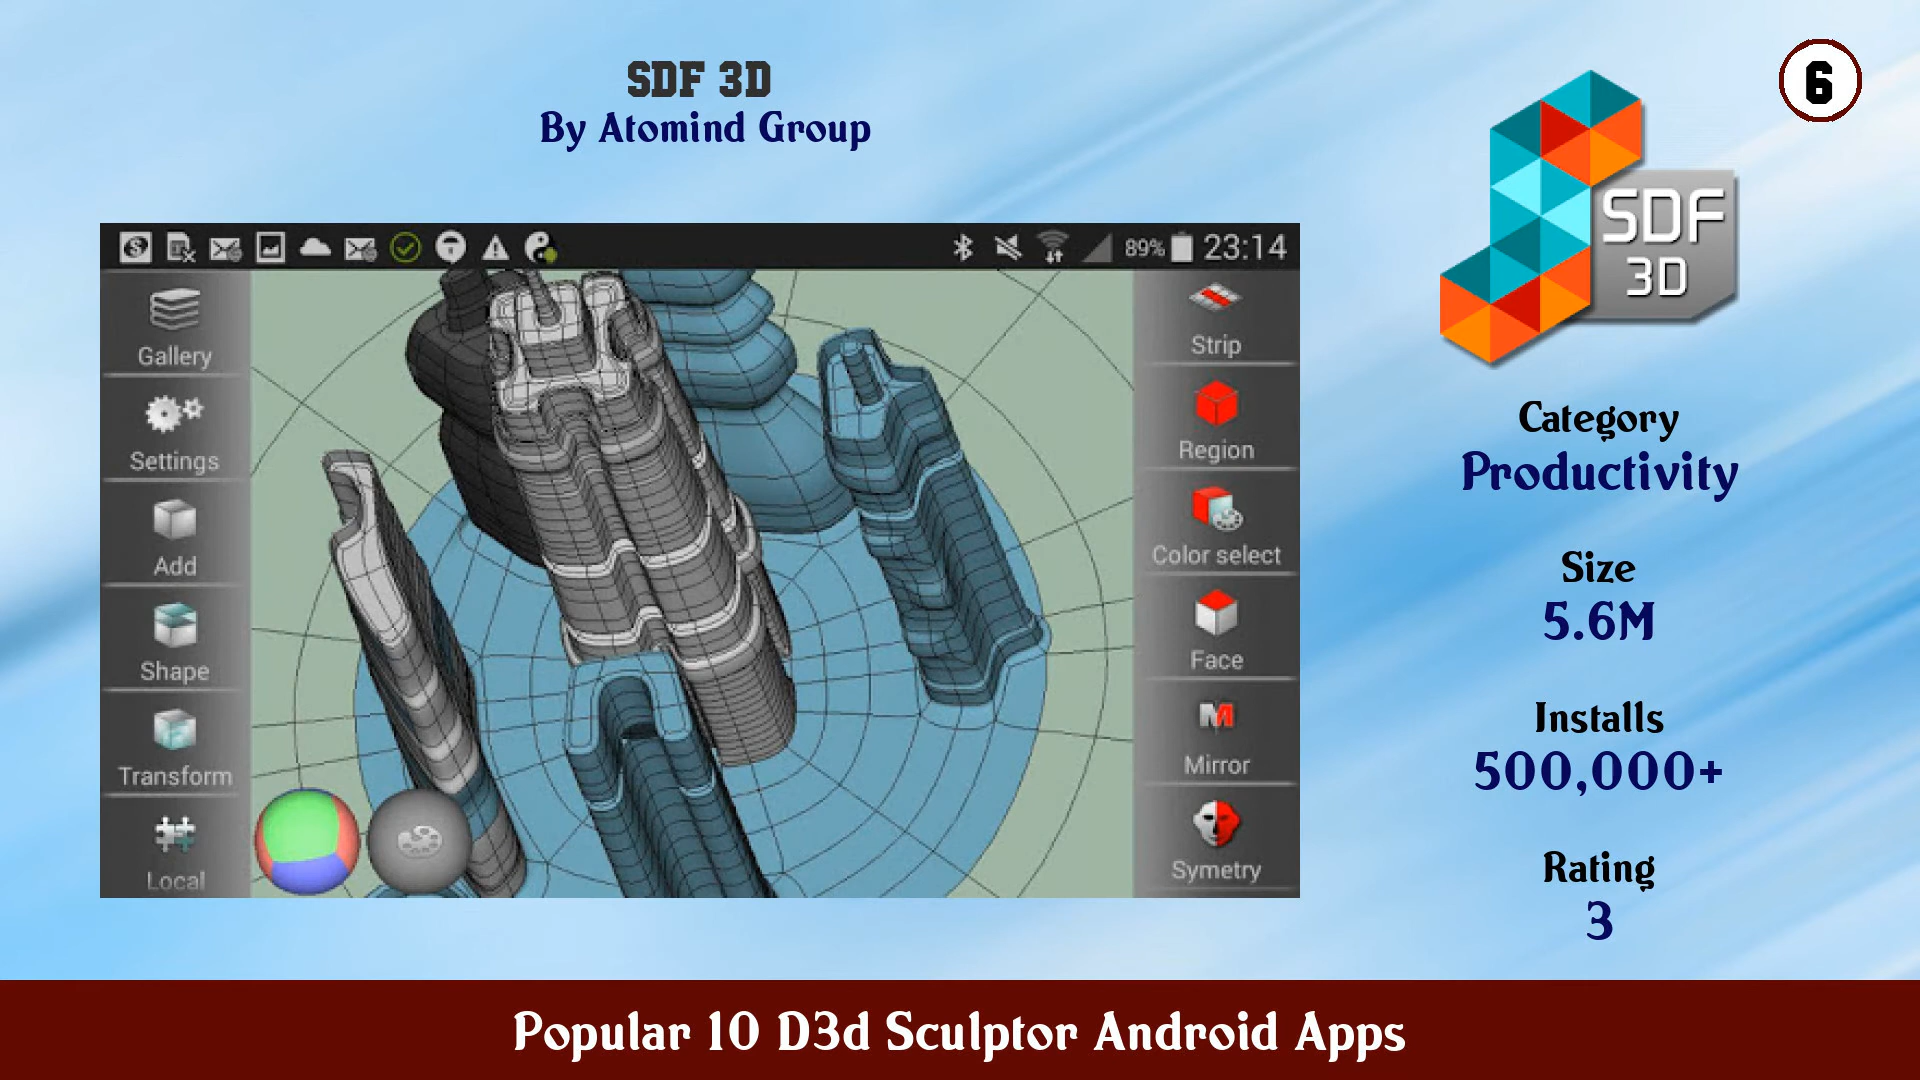 SDF 3D
By Atomind Group
6
SDF
3D
89% 23:14
Gallery
Settings
Add
Shape
Transform
Local
Strip
Region
Color select
Face
Mirror
Symetry
Category
Productivity
Size
5.6M
Installs
500,000+
Rating
3
Popular 10 D3d Sculptor Android Apps